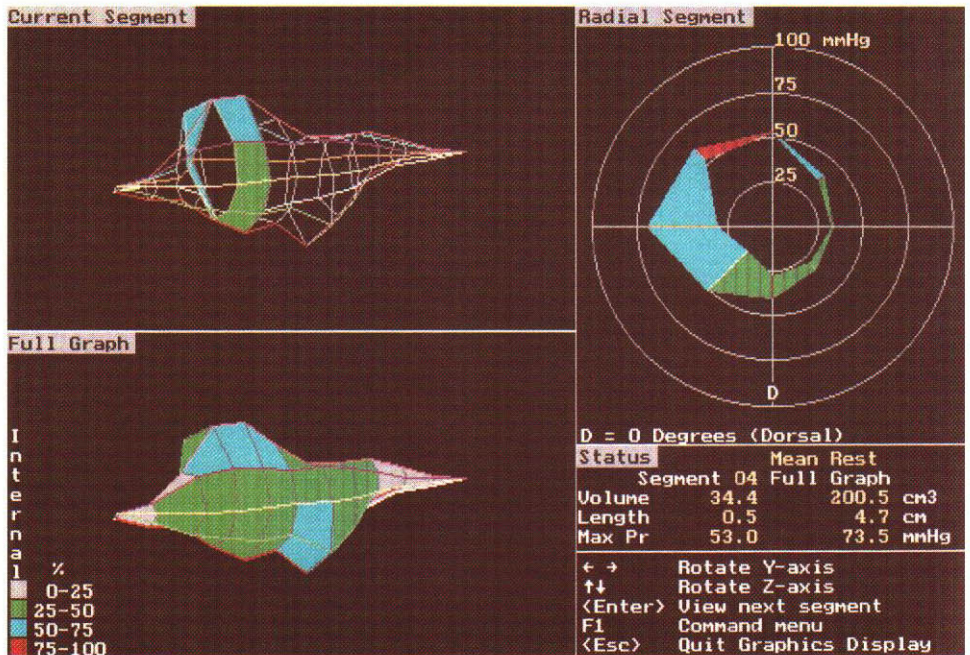 Current Segment
Radial Segment
100 mmHg
75
50
25
D
D = 0 Degrees (Dorsal)
Full Graph
Internal
%
0-25
25-50
50-75
75-100
Status
Mean Rest
Segment 04 Full Graph
Volume 34.4 200.5 cm3
Length 0.5 4.7 cm
Max Pr 53.0 73.5 mmHg
← → Rotate Y-axis
↑↓ Rotate Z-axis
<Enter> View next segment
F1 Command menu
<Esc> Quit Graphics Display